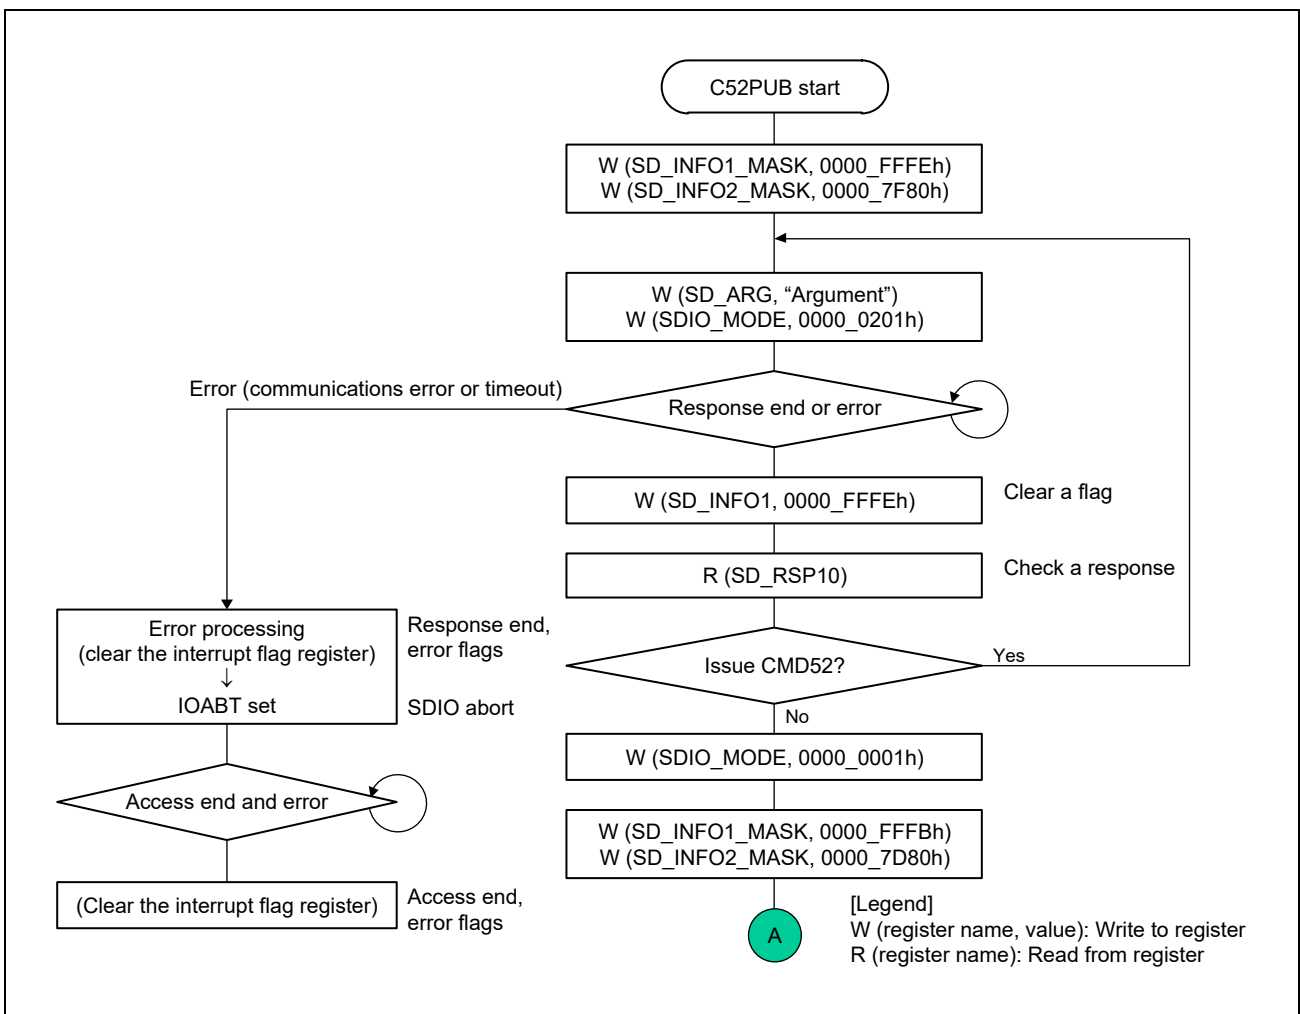 C52PUB start
W (SD_INFO1_MASK, 0000_FFFEh)
W (SD_INFO2_MASK, 0000_7F80h)
W (SD_ARG, “Argument”)
W (SDIO_MODE, 0000_0201h)
Error (communications error or timeout)
Response end or error
W (SD_INFO1, 0000_FFFEh)
Clear a flag
R (SD_RSP10)
Check a response
Error processing
(clear the interrupt flag register)
↓
IOABT set
Response end,
error flags
SDIO abort
Issue CMD52?
Yes
No
W (SDIO_MODE, 0000_0001h)
Access end and error
W (SD_INFO1_MASK, 0000_FFFBh)
W (SD_INFO2_MASK, 0000_7D80h)
(Clear the interrupt flag register)
Access end,
error flags
A
[Legend]
W (register name, value): Write to register
R (register name): Read from register